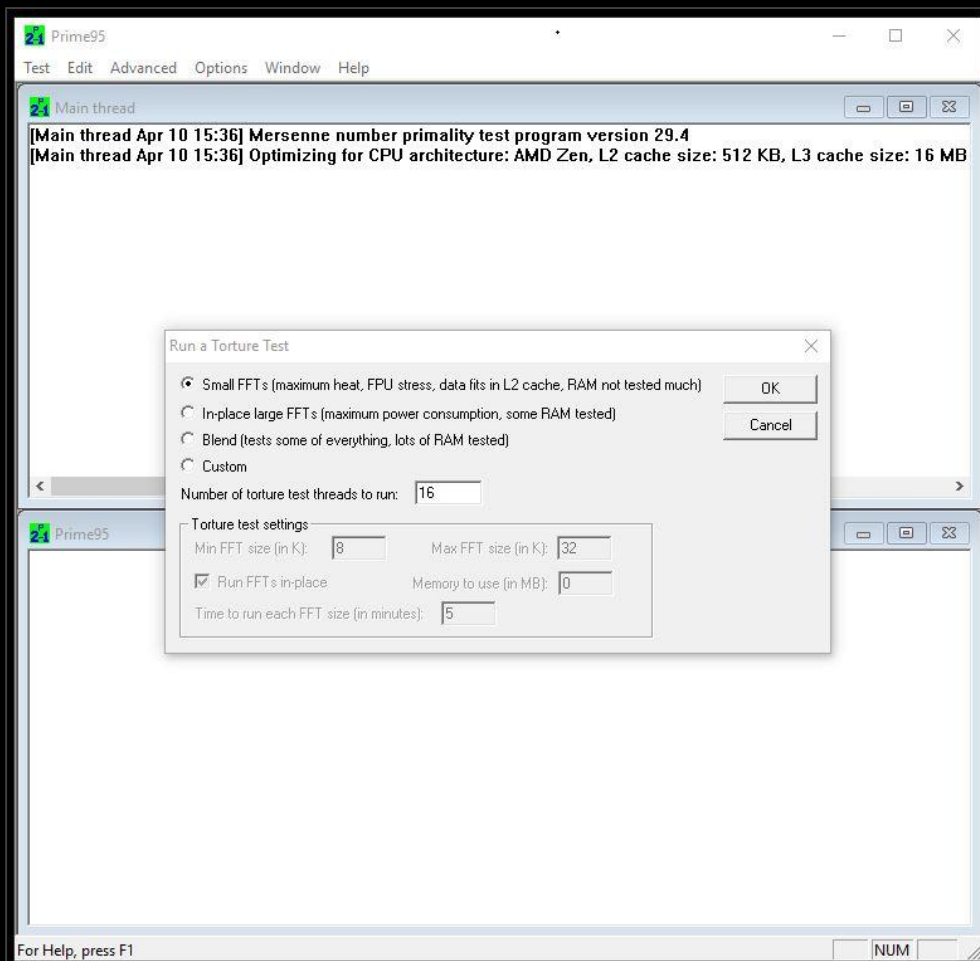 Prime95
Test Edit Advanced Options Window Help
Main thread
[Main thread Apr 10 15:36] Mersenne number primality test program version 29.4
[Main thread Apr 10 15:36] Optimizing for CPU architecture: AMD Zen, L2 cache size: 512 KB, L3 cache size: 16 MB
Run a Torture Test
Small FFTs (maximum heat, FPU stress, data fits in L2 cache, RAM not tested much)
OK
In-place large FFTs (maximum power consumption, some RAM tested)
Cancel
Blend (tests some of everything, lots of RAM tested)
Custom
Number of torture test threads to run: 16
Torture test settings
Min FFT size (in K): 8 Max FFT size (in K): 32
Run FFTs in-place Memory to use (in MB): 0
Time to run each FFT size (in minutes): 5
Prime95
For Help, press F1 NUM